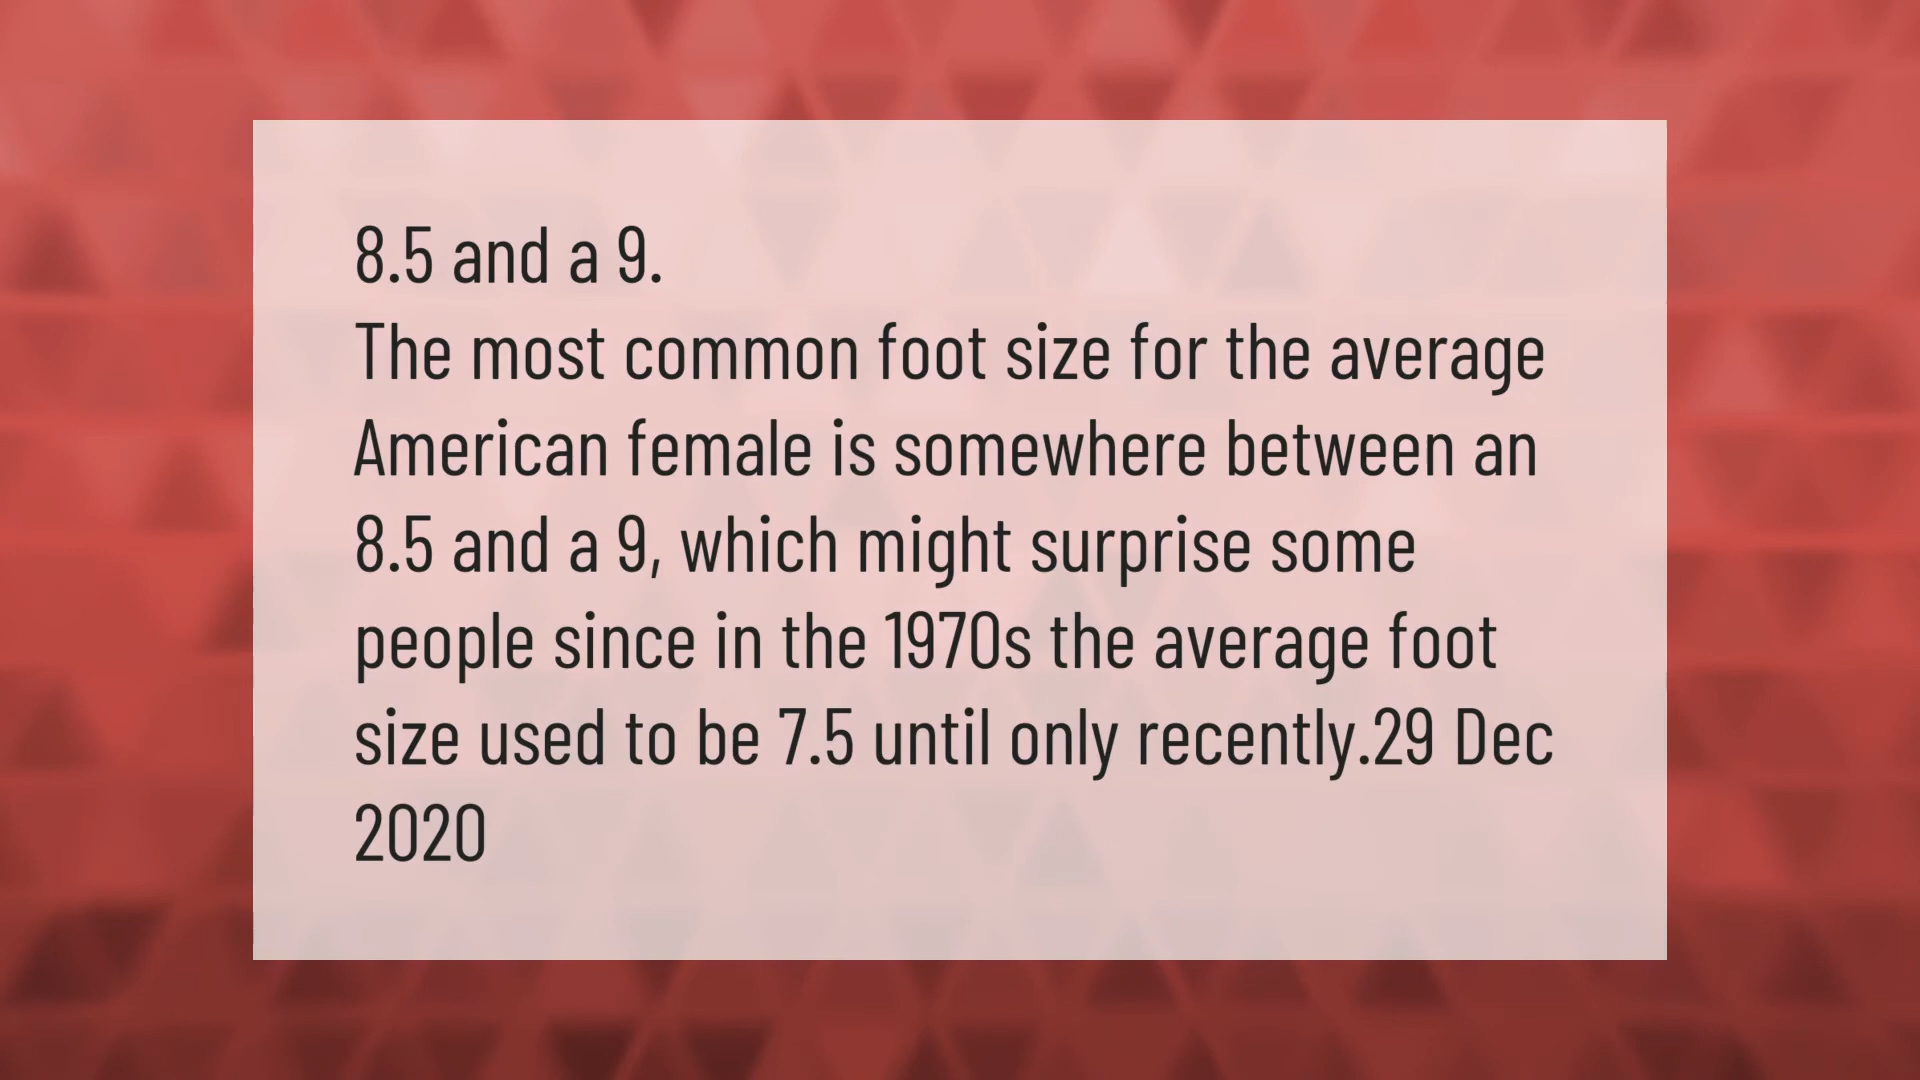 8.5 and a 9.
The most common foot size for the average
American female is somewhere between an
8.5 and a 9, which might surprise some
people since in the 1970s the average foot
size used to be 7.5 until only recently.29 Dec
2020